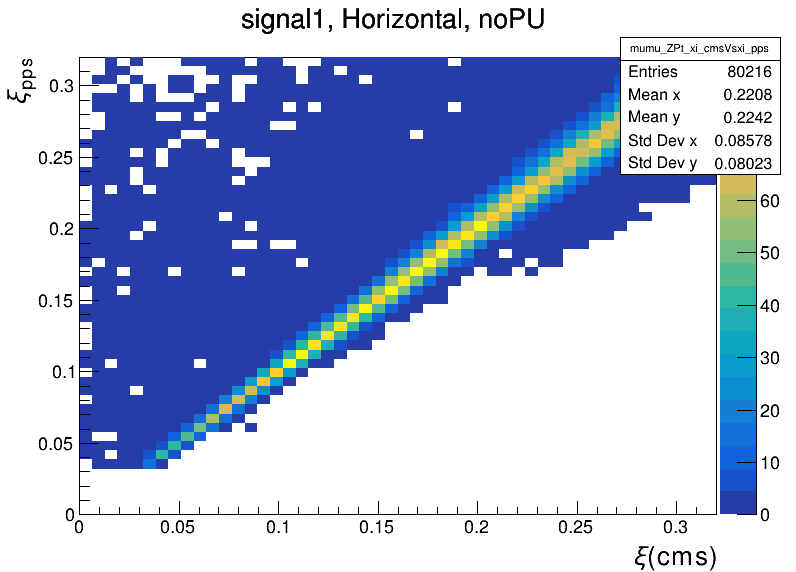 signal1, Horizontal, noPU
mumu_ZPt_xi_cmsVsxi_pps
Entries 80216
Mean x 0.2208
Mean y 0.2242
Std Dev x 0.08578
Std Dev y 0.08023
ξpps
0.3
0.25
0.2
0.15
0.1
0.05
0
60
50
40
30
20
10
0
0 0.05 0.1 0.15 0.2 0.25 0.3
ξ(cms)